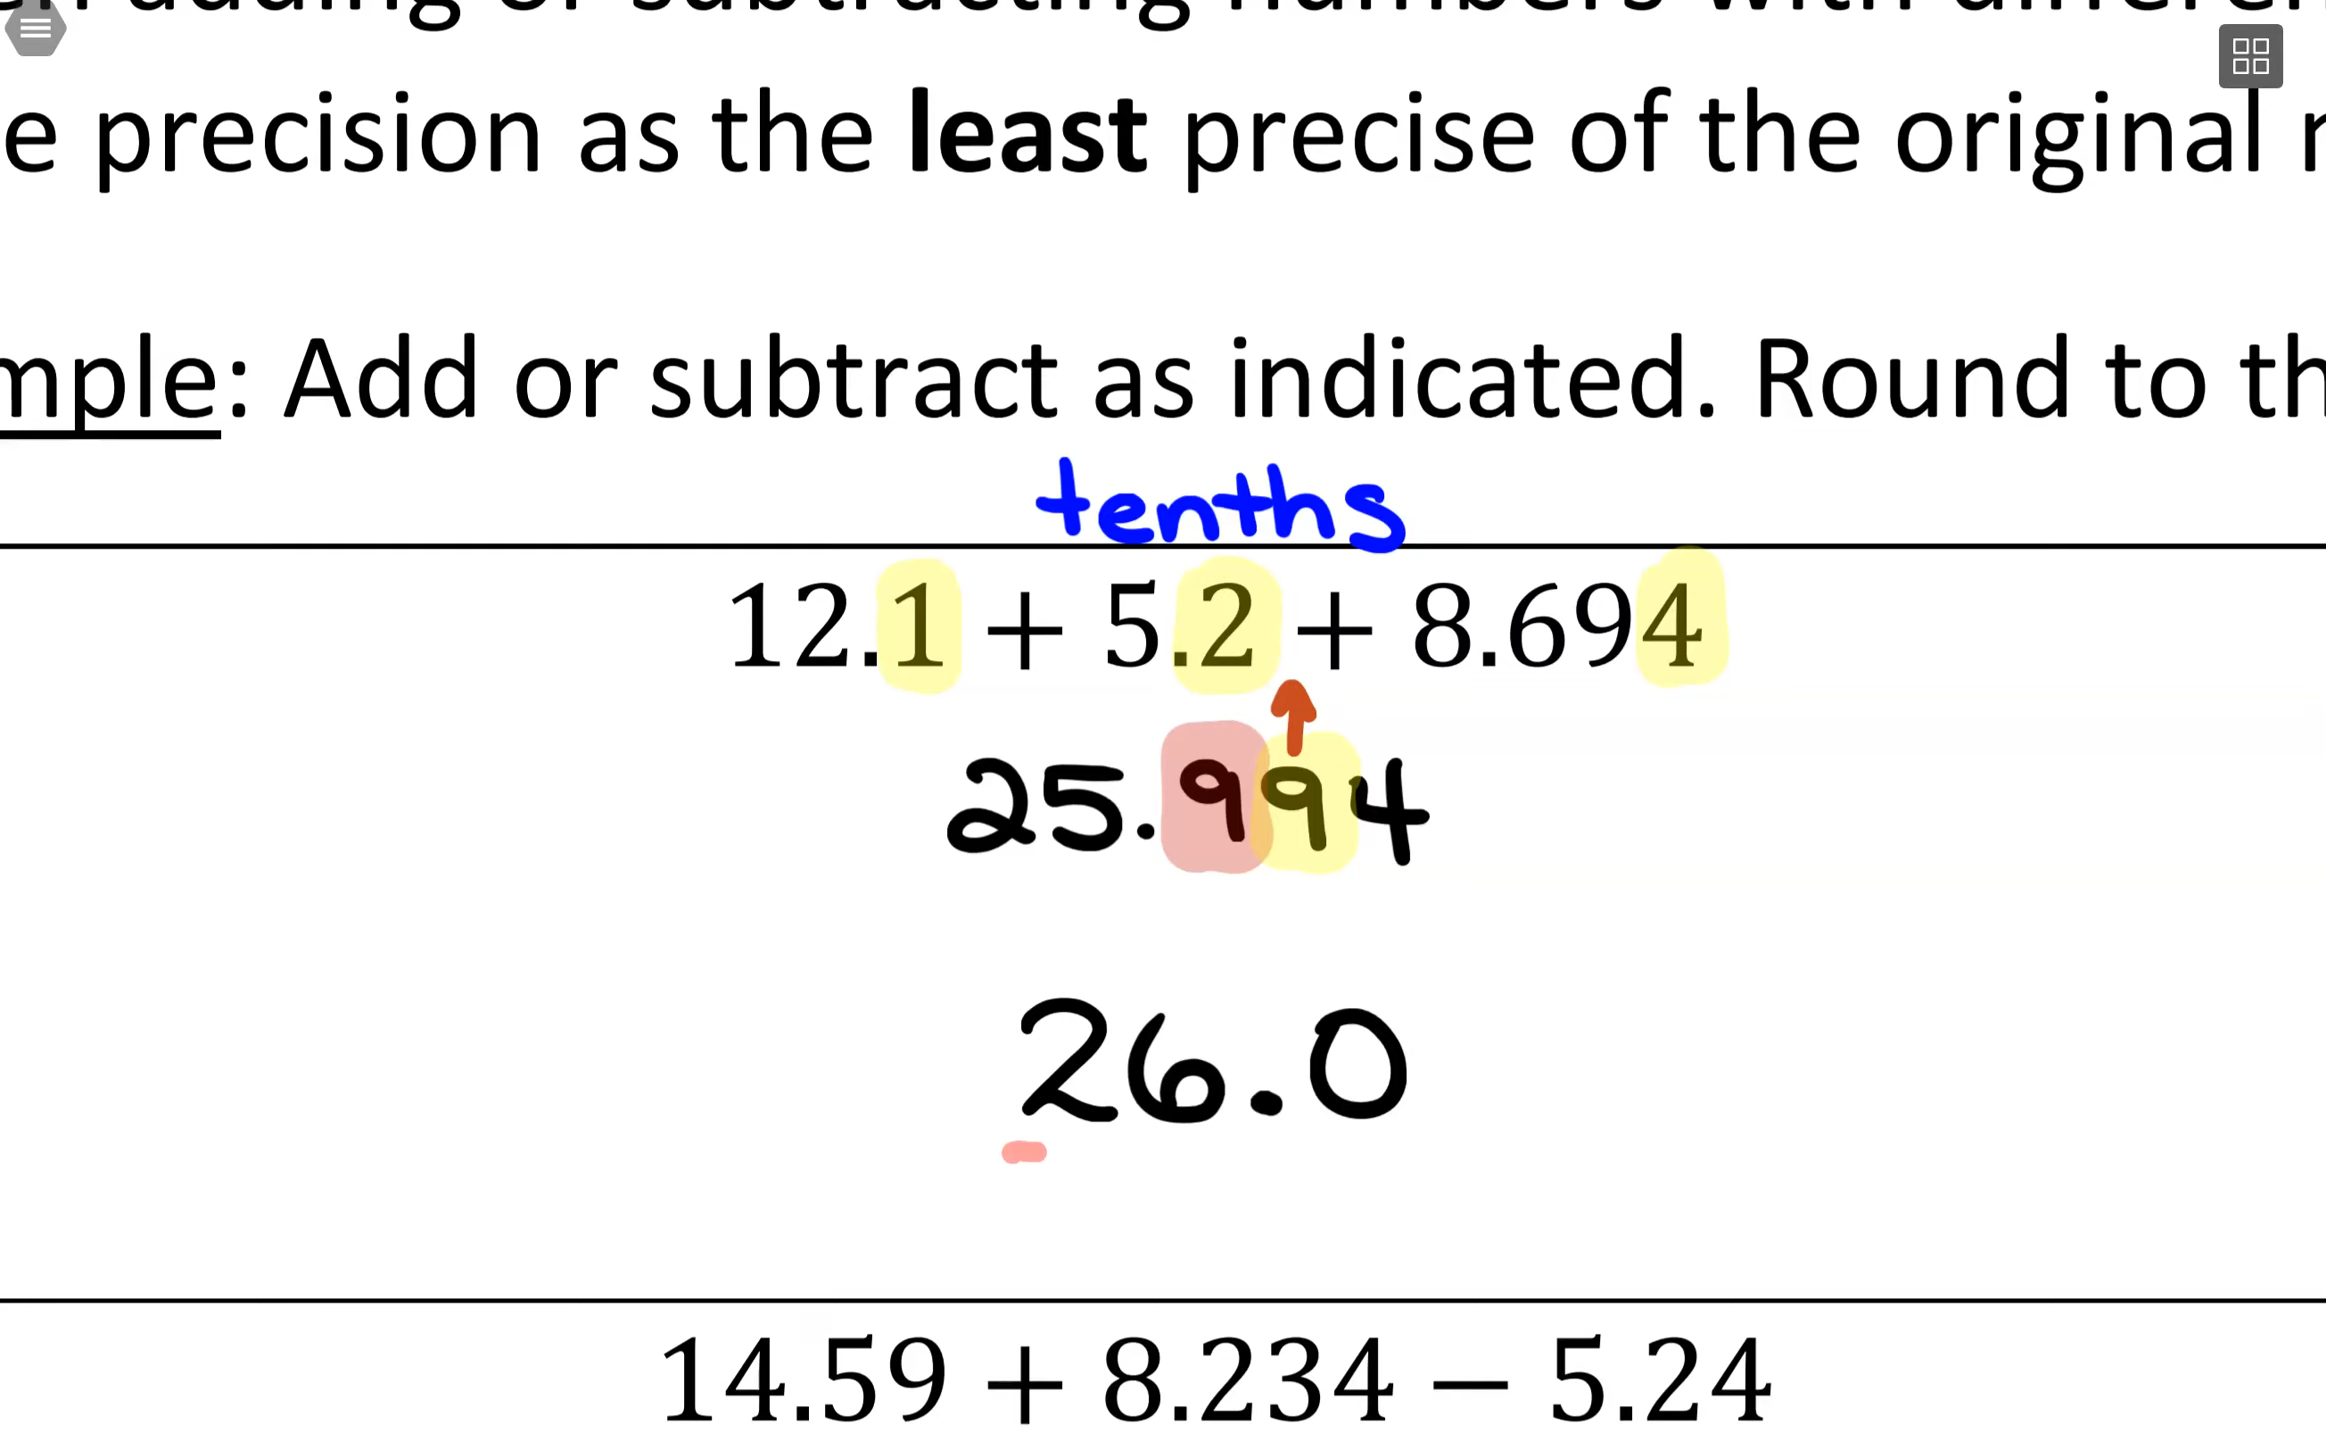 e precision as the least precise of the original
mple: Add or subtract as indicated. Round to th
tenths
12.1 + 5.2 + 8.694
25.994
26.0
14.59 + 8.234 − 5.24